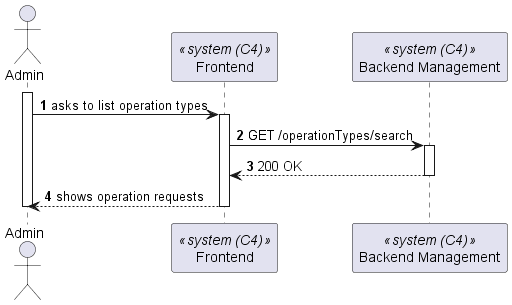 Admin
«system (C4)»
Frontend
«system (C4)»
Backend Management
1 asks to list operation types
2 GET /operationTypes/search
3 200 OK
4 shows operation requests
Admin
«system (C4)»
Frontend
«system (C4)»
Backend Management